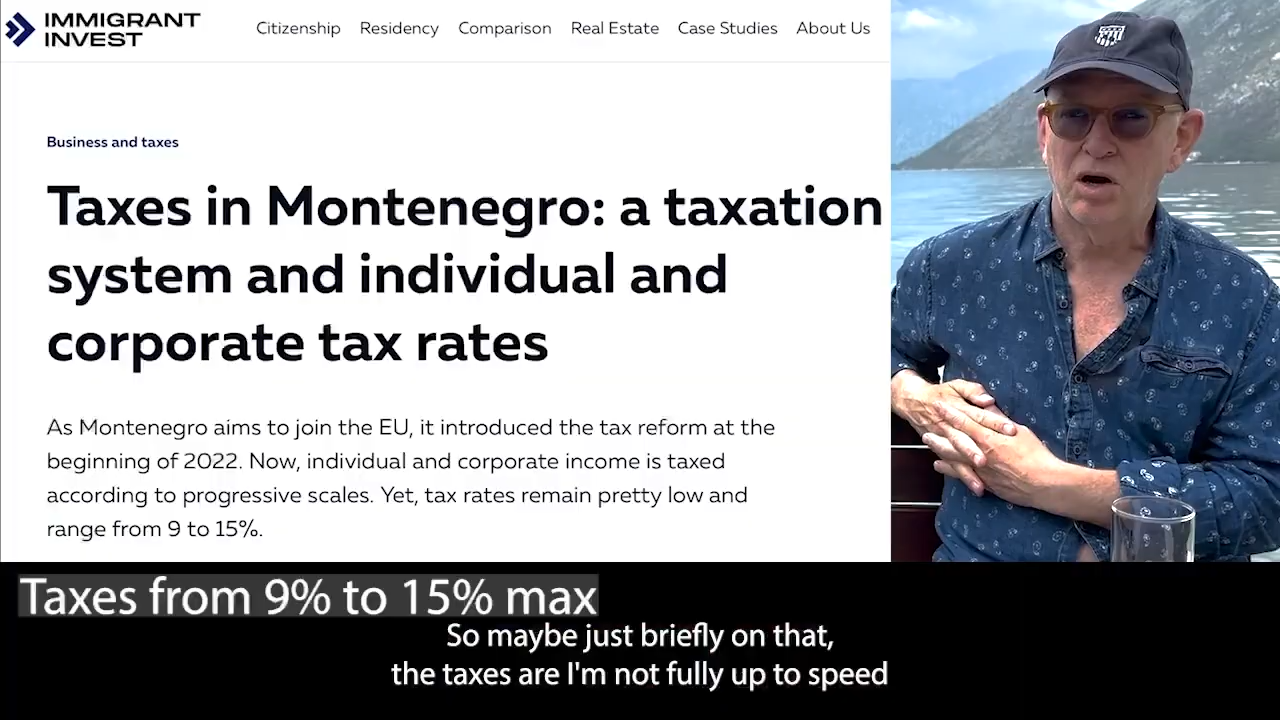 IMMIGRANT
INVEST
Citizenship Residency Comparison Real Estate Case Studies About Us
Business and taxes
Taxes in Montenegro: a taxation
system and individual and
corporate tax rates
As Montenegro aims to join the EU, it introduced the tax reform at the
beginning of 2022. Now, individual and corporate income is taxed
according to progressive scales. Yet, tax rates remain pretty low and
range from 9 to 15%.
Taxes from 9% to 15% max
So maybe just briefly on that,
the taxes are I'm not fully up to speed